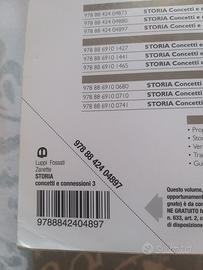 978 88 424 04873 STORIA Concetti e
978 88 424 04880 STORIA Concetti e
978 88 424 04897 STORIA Concetti e
978 88 6910 1427 STORIA Concetti
978 88 6910 1441 STORIA Concetti
978 88 6910 1465 STORIA Concetti
978 88 6910 0680 STORIA Concetti e
978 88 6910 0710 STORIA Concetti e
978 88 6910 0741 STORIA Concetti e
Luppi Fossati
Zanette
STORIA
concetti e connessioni 3
978 88 424 04897
9788842404897
Questo volume,
opportunamente
gnato) è da con
NE GRATUITO
n. 633, art. 2, c
di disposizione